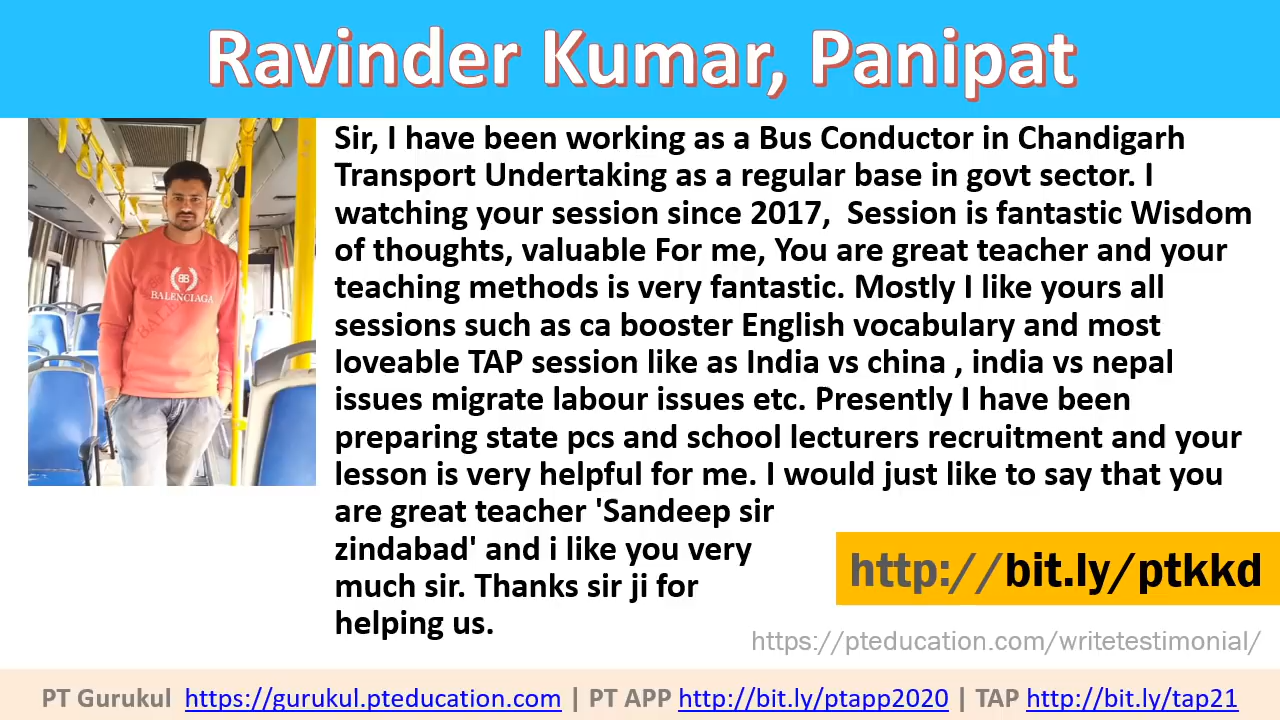 Ravinder Kumar, Panipat
Sir, I have been working as a Bus Conductor in Chandigarh
Transport Undertaking as a regular base in govt sector. I
watching your session since 2017,  Session is fantastic Wisdom
of thoughts, valuable For me, You are great teacher and your
teaching methods is very fantastic. Mostly I like yours all
sessions such as ca booster English vocabulary and most
loveable TAP session like as India vs china , india vs nepal
issues migrate labour issues etc. Presently I have been
preparing state pcs and school lecturers recruitment and your
lesson is very helpful for me. I would just like to say that you
are great teacher 'Sandeep sir
zindabad' and i like you very
much sir. Thanks sir ji for
helping us.
BB
BALENCIAGA
http://bit.ly/ptkkd
https://pteducation.com/writetestimonial/
PT Gurukul  https://gurukul.pteducation.com | PT APP http://bit.ly/ptapp2020 | TAP http://bit.ly/tap21